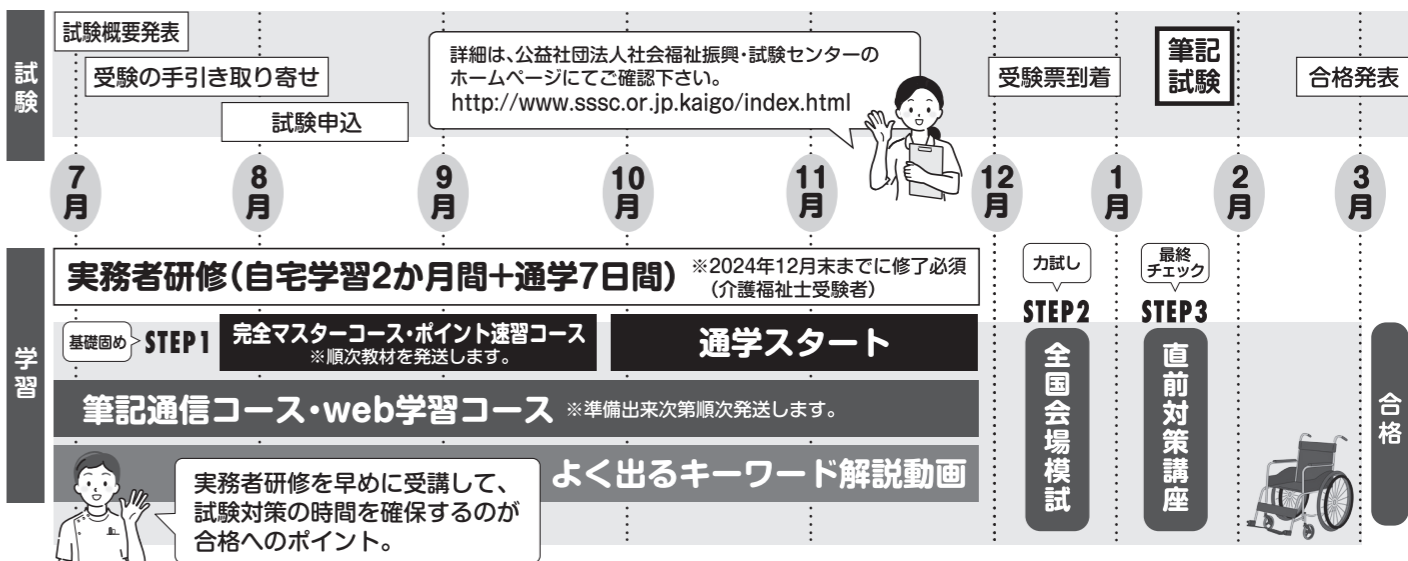 試験
試験概要発表
受験の手引き取り寄せ
試験申込
詳細は、公益社団法人社会福祉振興・試験センターの
ホームページにてご確認下さい。
http://www.sssc.or.jp.kaigo/index.html
受験票到着
筆記
試験
合格発表
7月
8月
9月
10月
11月
12月
1月
2月
3月
学習
実務者研修(自宅学習2か月間+通学7日間)
※2024年12月末までに修了必須
(介護福祉士受験者)
基礎固め
STEP1
完全マスターコース・ポイント速習コース
※順次教材を発送します。
通学スタート
筆記通信コース・web学習コース ※準備出来次第順次発送します。
よく出るキーワード解説動画
実務者研修を早めに受講して、
試験対策の時間を確保するのが
合格へのポイント。
力試し
STEP2
全国会場模試
最終
チェック
STEP3
直前対策講座
合格